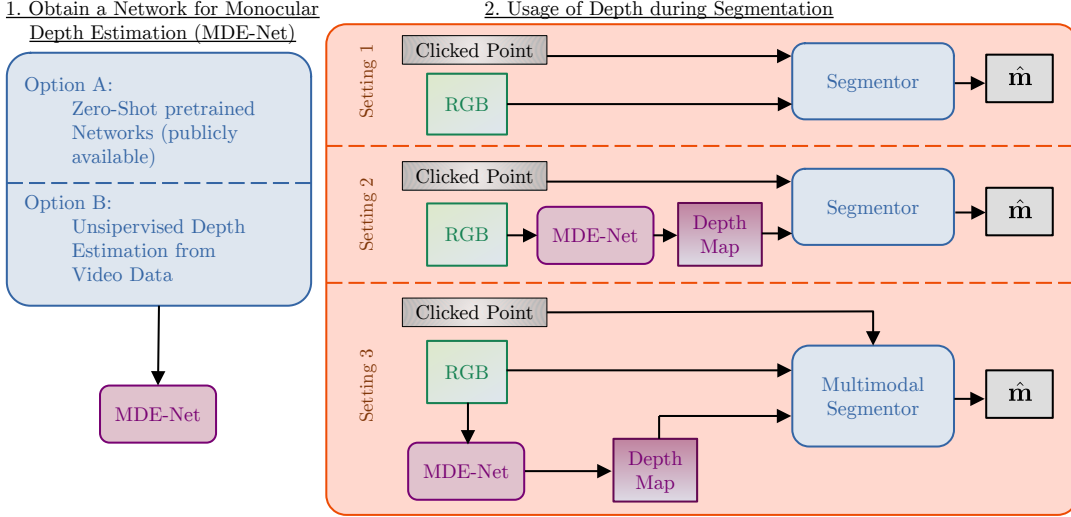 1. Obtain a Network for Monocular
Depth Estimation (MDE-Net)
Option A:
Zero-Shot pretrained
Networks (publicly
available)
Option B:
Unsipervised Depth
Estimation from
Video Data
MDE-Net
2. Usage of Depth during Segmentation
Setting 1
Clicked Point
RGB
Segmentor
m̂
Setting 2
Clicked Point
RGB
MDE-Net
Depth
Map
Segmentor
m̂
Setting 3
Clicked Point
RGB
MDE-Net
Depth
Map
Multimodal
Segmentor
m̂